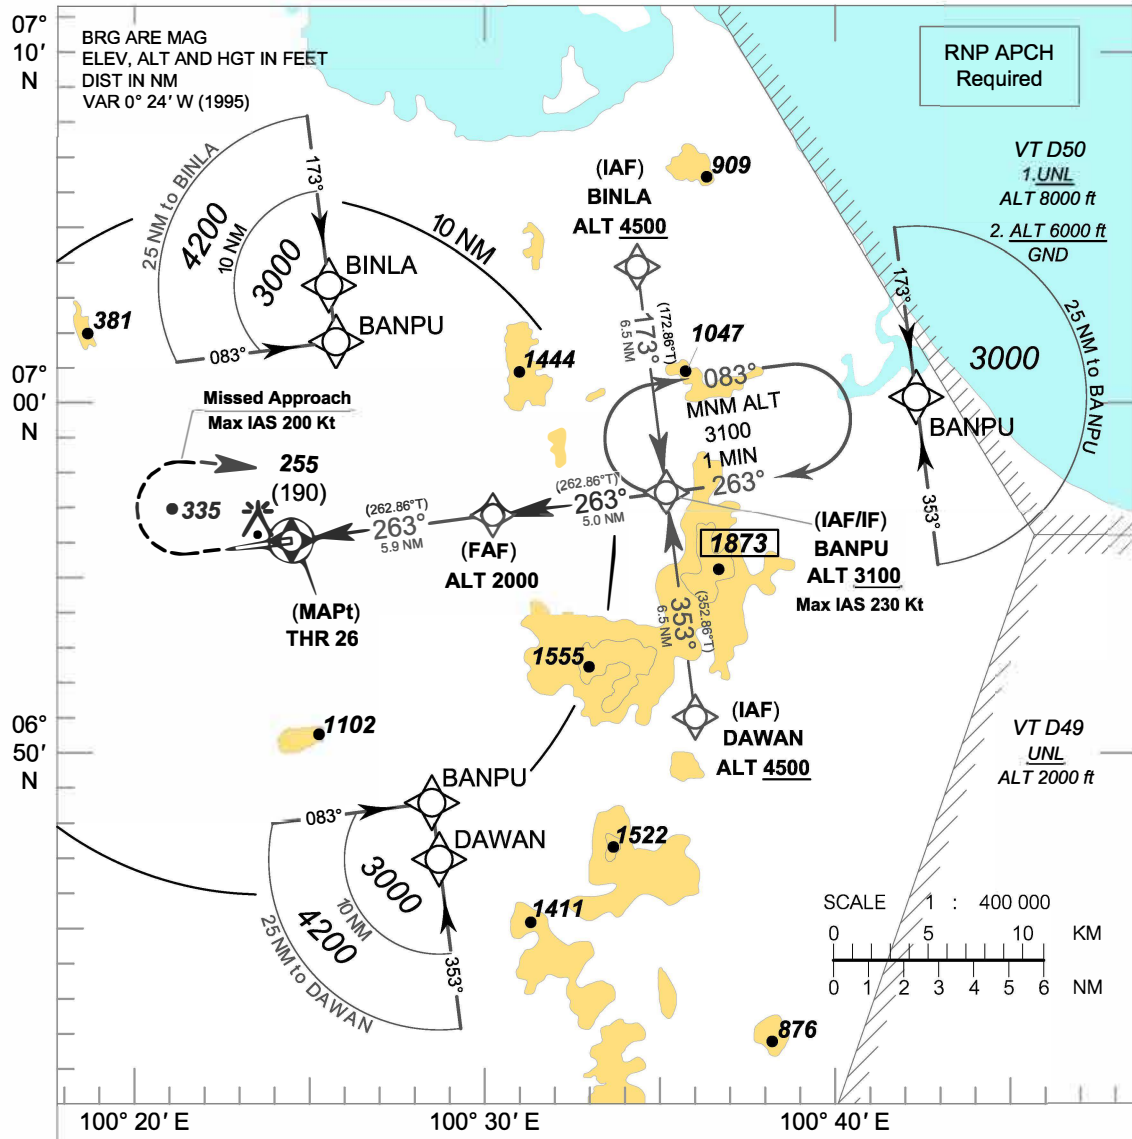 07°
10'
N
BRG ARE MAG
ELEV, ALT AND HGT IN FEET
DIST IN NM
VAR 0° 24' W (1995)
RNP APCH
Required
VT D50
1.UNL
ALT 8000 ft
2. ALT 6000 ft
GND
909
(IAF)
BINLA
ALT 4500
173°
25 NM to BINLA
4200
10 NM
3000
BINLA
BANPU
083°
10 NM
381
1444
173°
6.5 NM
(172.86°T)
1047
083°
MNM ALT
3100
1 MIN
263°
173°
25 NM to BANPU
3000
BANPU
353°
07°
00'
N
Missed Approach
Max IAS 200 Kt
255
(190)
335
(262.86°T)
263°
5.9 NM
(262.86°T)
263°
5.0 NM
(FAF)
ALT 2000
(IAF/IF)
BANPU
ALT 3100
Max IAS 230 Kt
1873
(MAPt)
THR 26
353°
6.5 NM
(352.86°T)
1555
1102
(IAF)
DAWAN
ALT 4500
06°
50'
N
VT D49
UNL
ALT 2000 ft
BANPU
083°
DAWAN
3000
10 NM
4200
25 NM to DAWAN
353°
1522
1411
876
SCALE 1 : 400 000
0 5 10 KM
0 1 2 3 4 5 6 NM
100° 20' E
100° 30' E
100° 40' E